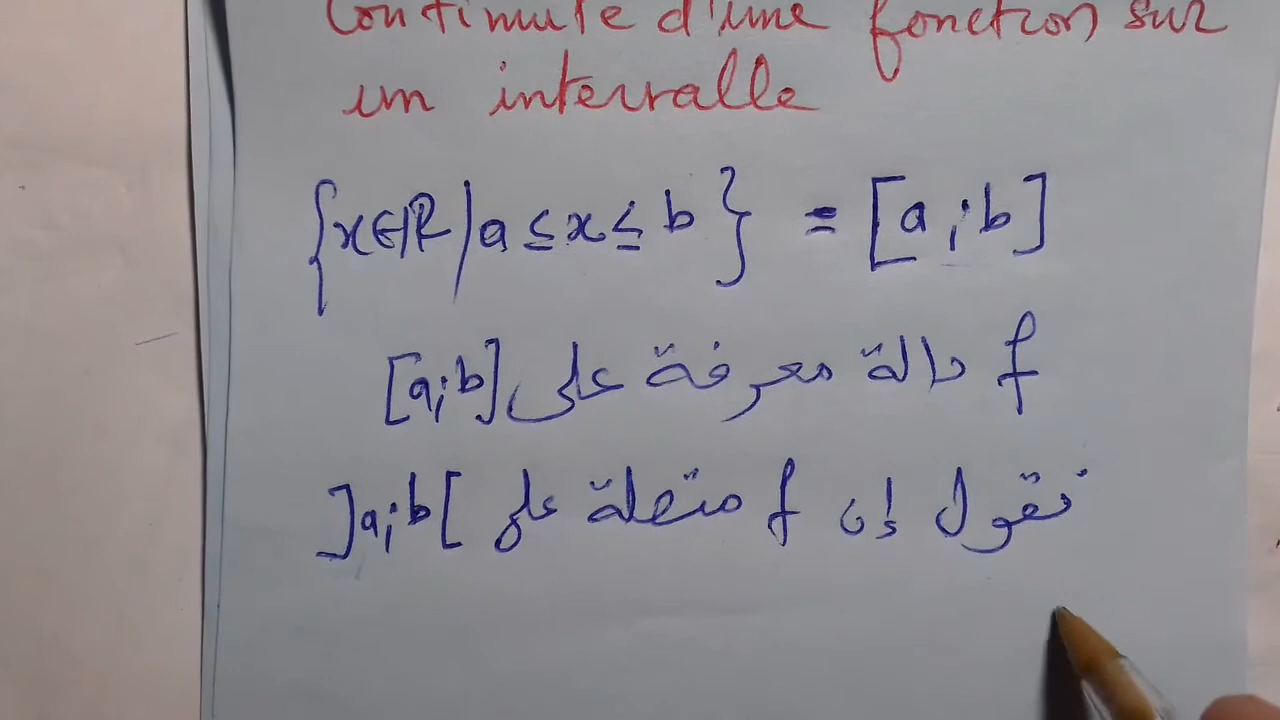 Continuité d'une fonction sur
un intervalle
{x∈ℝ/a≤x≤b} = [a;b]
f دالة معرفة على [a;b]
نقول إن f متصلة على ]a;b[